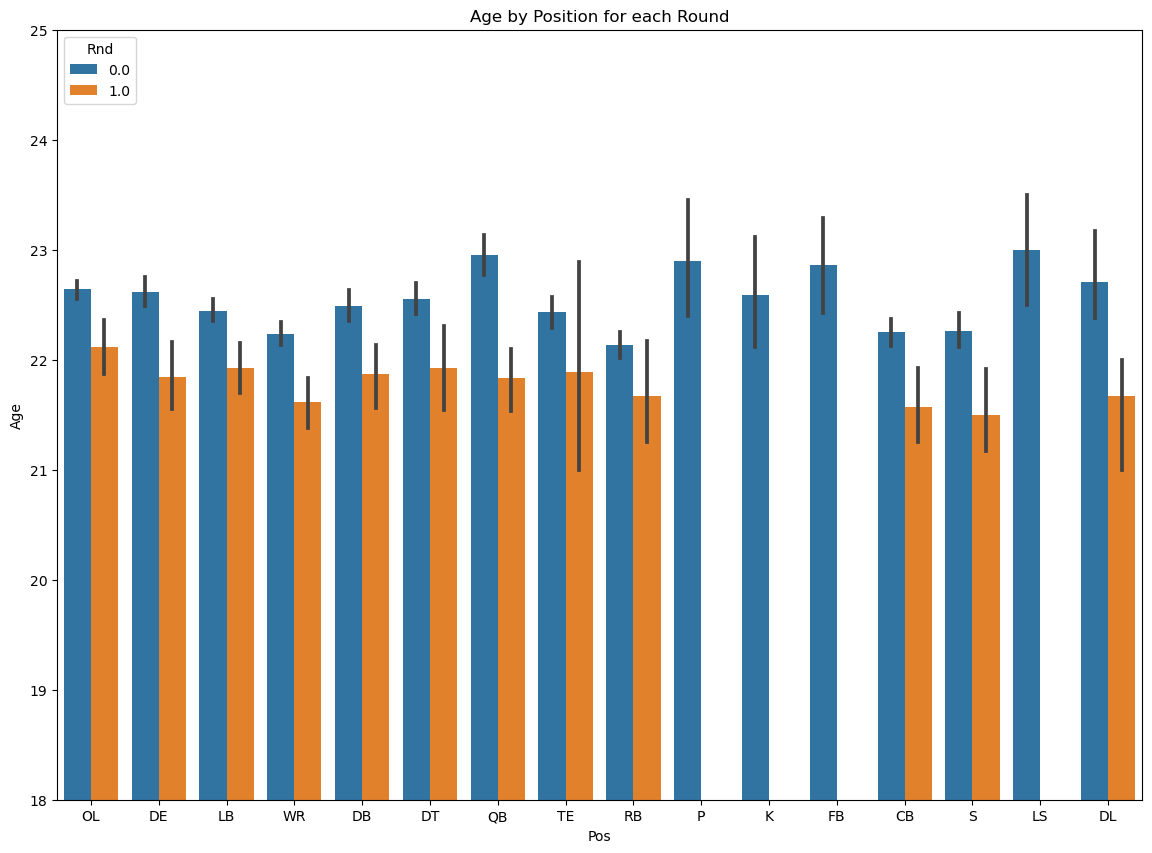 Age by Position for each Round
Rnd
0.0
1.0
Age
25
24
23
22
21
20
19
18
OL DE LB WR DB DT QB TE RB P K FB CB S LS DL
Pos